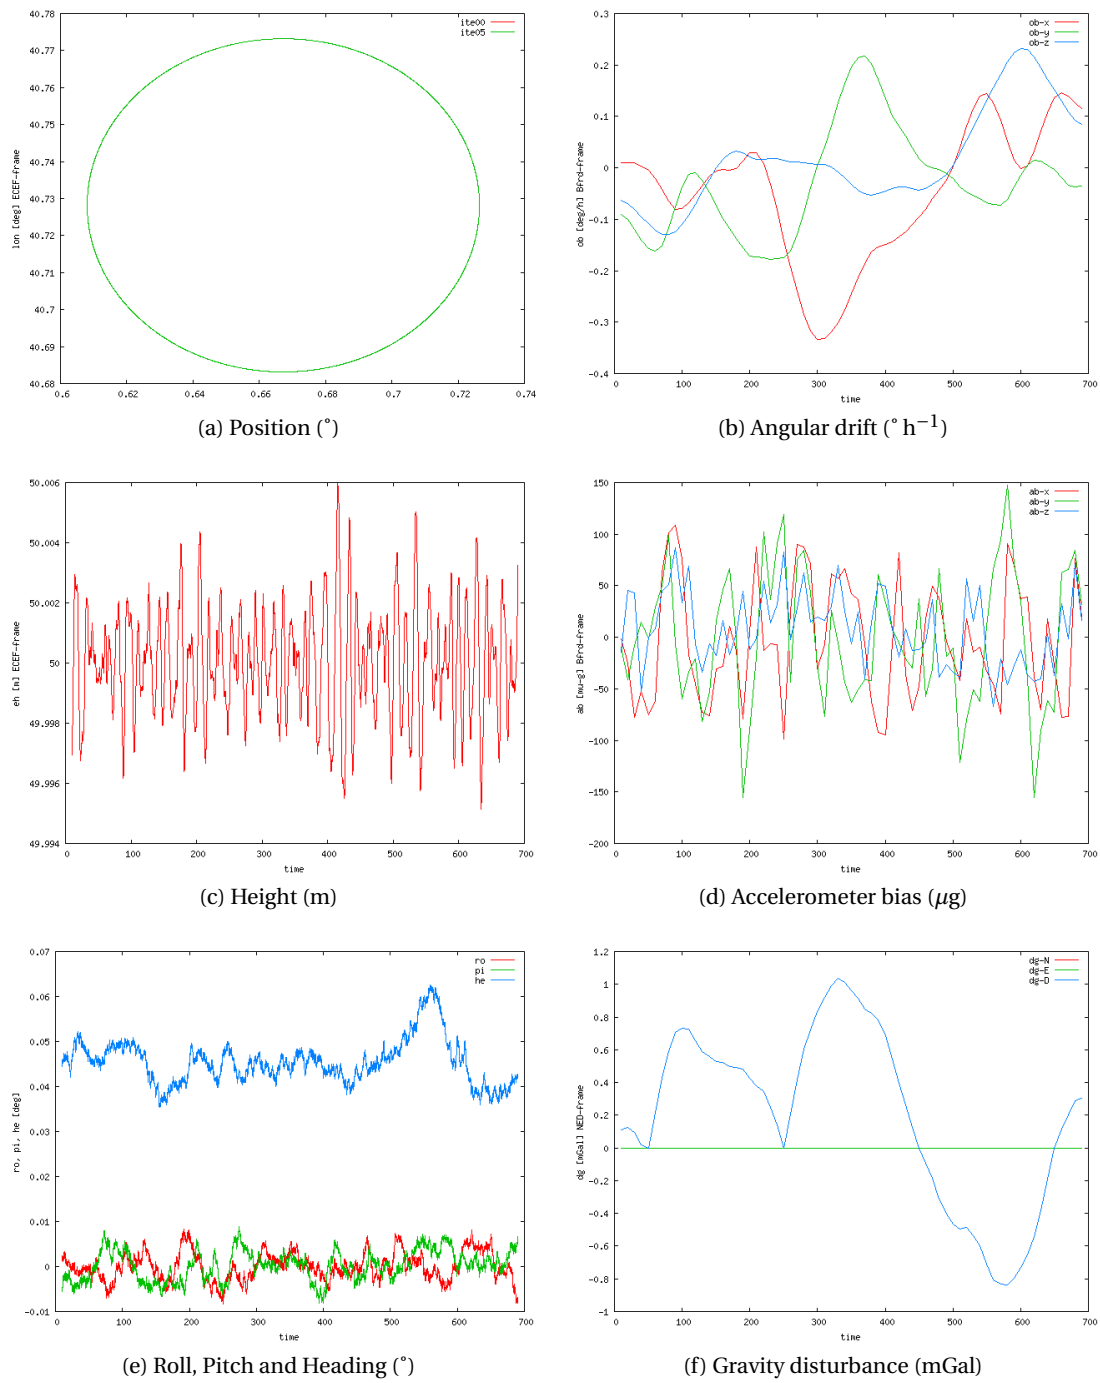 40.78
40.77
40.76
40.75
40.74
40.73
40.72
40.71
40.7
40.69
40.68
0.6 0.62 0.64 0.66 0.68 0.7 0.72 0.74
lon [deg] ECEF-frame
ite00
ite05
(a) Position (°)
0.3
0.2
0.1
0
-0.1
-0.2
-0.3
-0.4
0 100 200 300 400 500 600 700
time
ob [deg/h] Bfrd-frame
ob-x
ob-y
ob-z
(b) Angular drift (° h−1)
50.006
50.004
50.002
50
49.998
49.996
49.994
0 100 200 300 400 500 600 700
time
eh [m] ECEF-frame
(c) Height (m)
150
100
50
0
-50
-100
-150
-200
0 100 200 300 400 500 600 700
time
ab [mu-g] Bfrd-frame
ab-x
ab-y
ab-z
(d) Accelerometer bias (μg)
0.07
0.06
0.05
0.04
0.03
0.02
0.01
0
-0.01
0 100 200 300 400 500 600 700
time
ro, pi, he [deg]
ro
pi
he
(e) Roll, Pitch and Heading (°)
1.2
1
0.8
0.6
0.4
0.2
0
-0.2
-0.4
-0.6
-0.8
-1
0 100 200 300 400 500 600 700
time
dg [mGal] NED-frame
dg-N
dg-E
dg-D
(f) Gravity disturbance (mGal)